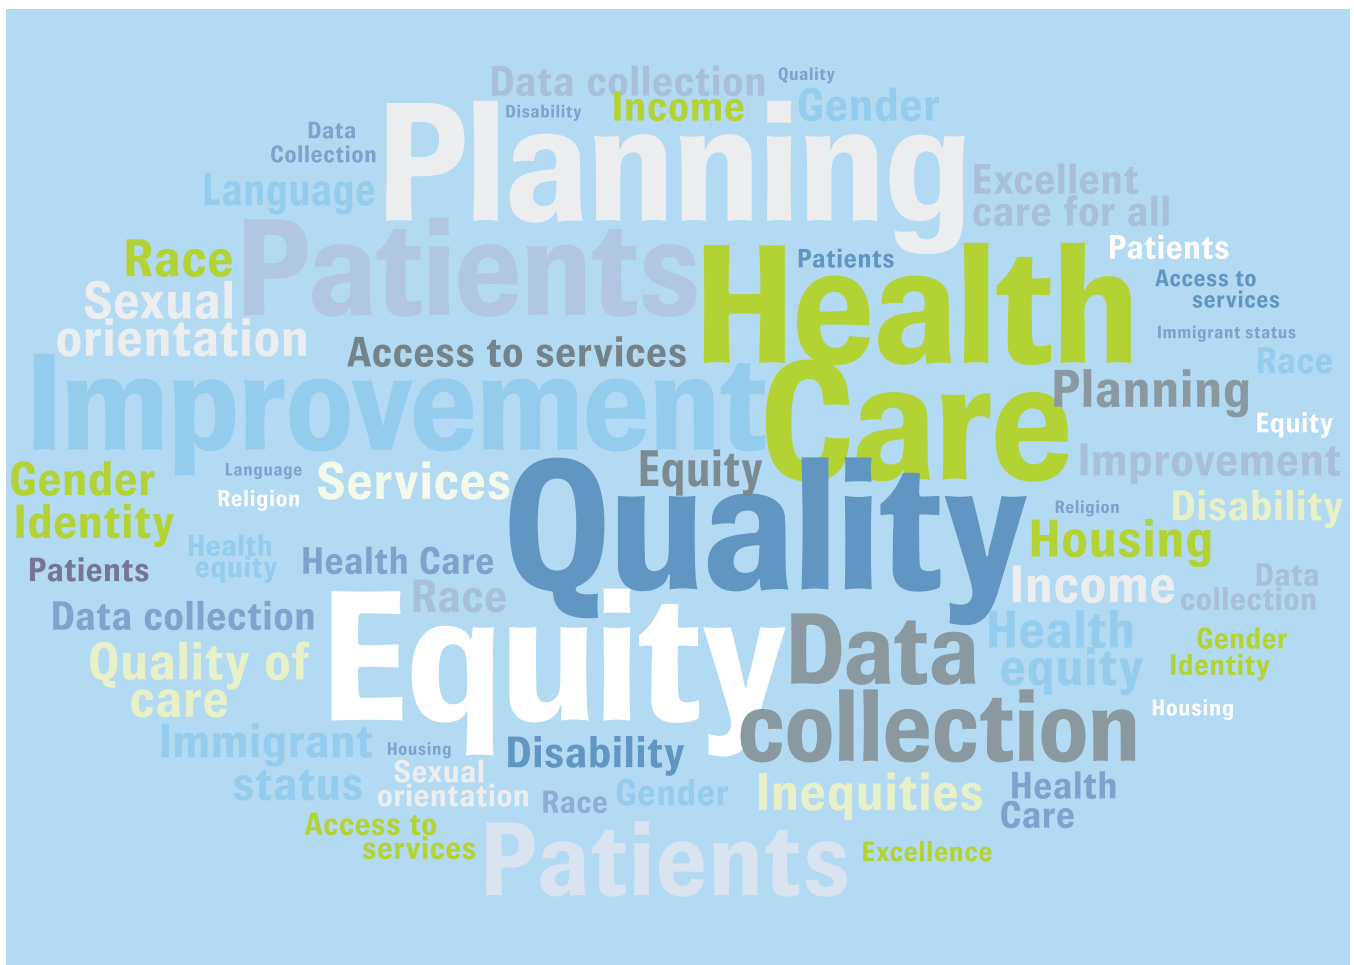 Data collection
Quality
Disability
Income
Gender
Data
Collection
Planning
Language
Excellent
care for all
Patients
Race
Patients
Health
Care
Patients
Access to
services
Sexual
orientation
Access to services
Immigrant status
Race
Improvement
Planning
Equity
Gender
Identity
Language
Religion
Services
Equity
Quality
Improvement
Religion
Disability
Housing
Patients
Health
equity
Health Care
Race
Income
Data
collection
Data collection
Equity
Data
collection
Health
equity
Gender
Identity
Quality of
care
Housing
Immigrant
status
Housing
Disability
Sexual
orientation
Race
Gender
Inequities
Health
Care
Access to
services
Patients
Excellence